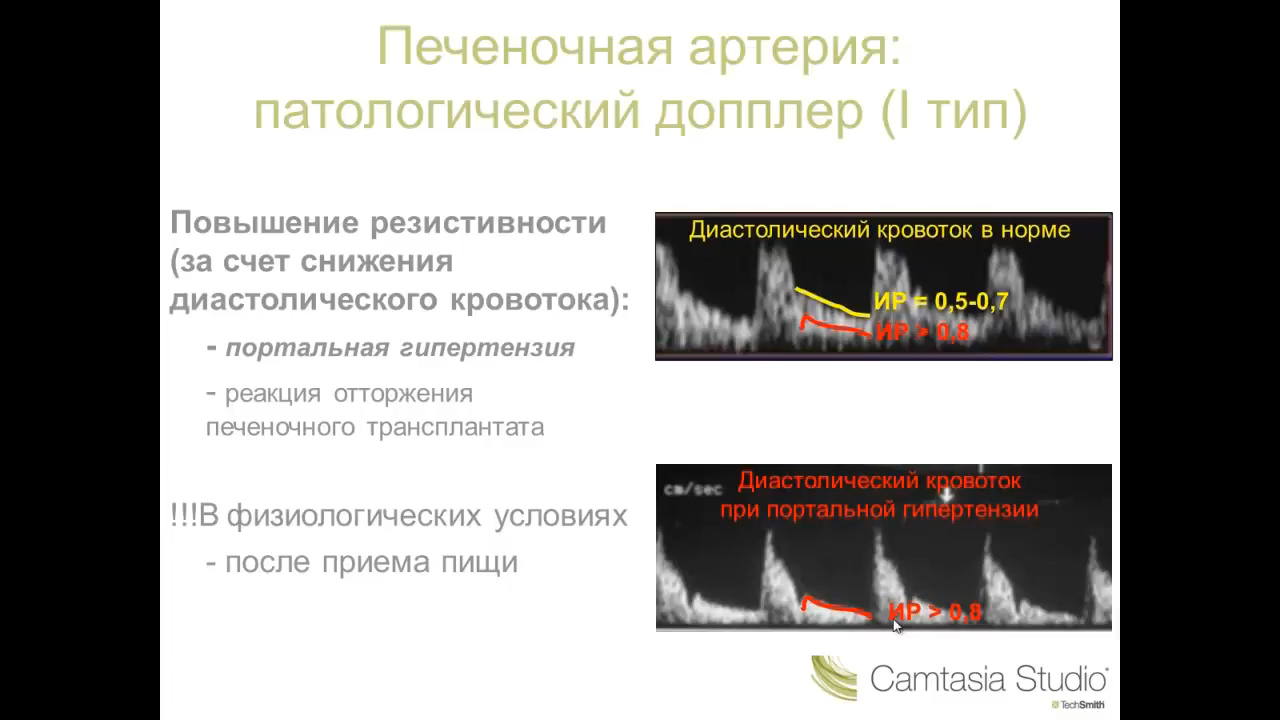 Печеночная артерия:
патологический допплер (I тип)
Повышение резистивности
(за счет снижения
диастолического кровотока):
- портальная гипертензия
- реакция отторжения
печеночного трансплантата
!!!В физиологических условиях
- после приема пищи
Диастолический кровоток в норме
ИР = 0,5-0,7
ИР > 0,8
cm/sec
Диастолический кровоток
при портальной гипертензии
ИР > 0,8
Camtasia Studio
TechSmith